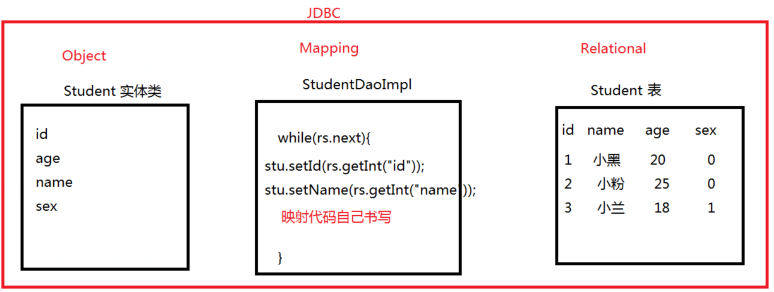 JDBC
Object
Mapping
Relational
Student 实体类
StudentDaoImpl
Student 表
id
age
name
sex
while(rs.next){
stu.setId(rs.getInt("id"));
stu.setName(rs.getInt("name"));
映射代码自己书写
}
id name age sex
1 小黑 20 0
2 小粉 25 0
3 小兰 18 1